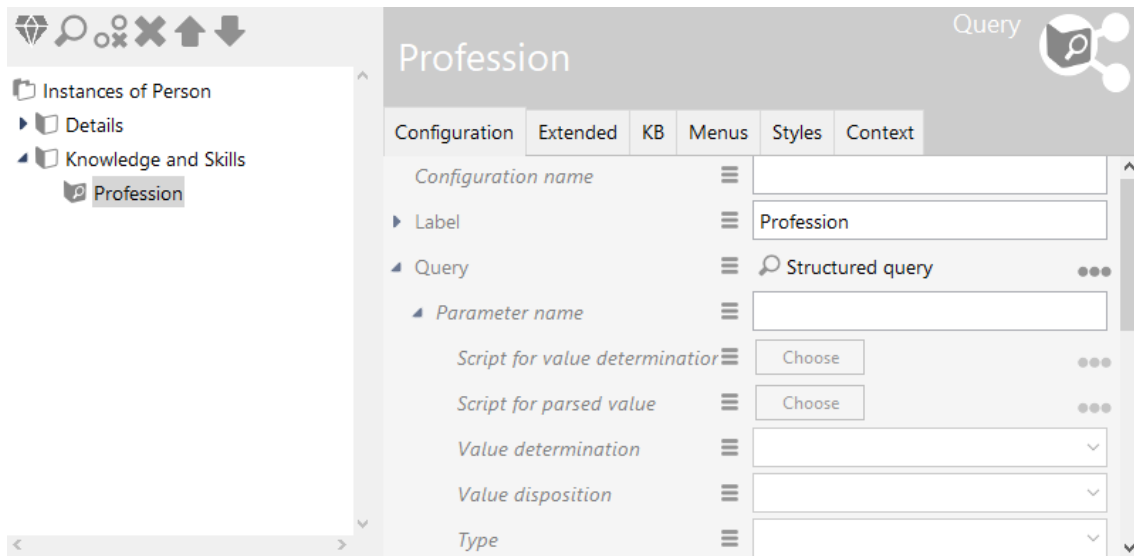 Instances of Person
Details
Knowledge and Skills
Profession
Profession
Query
Configuration Extended KB Menus Styles Context
Configuration name
Label Profession
Query Structured query
Parameter name
Script for value determination Choose
Script for parsed value Choose
Value determination
Value disposition
Type